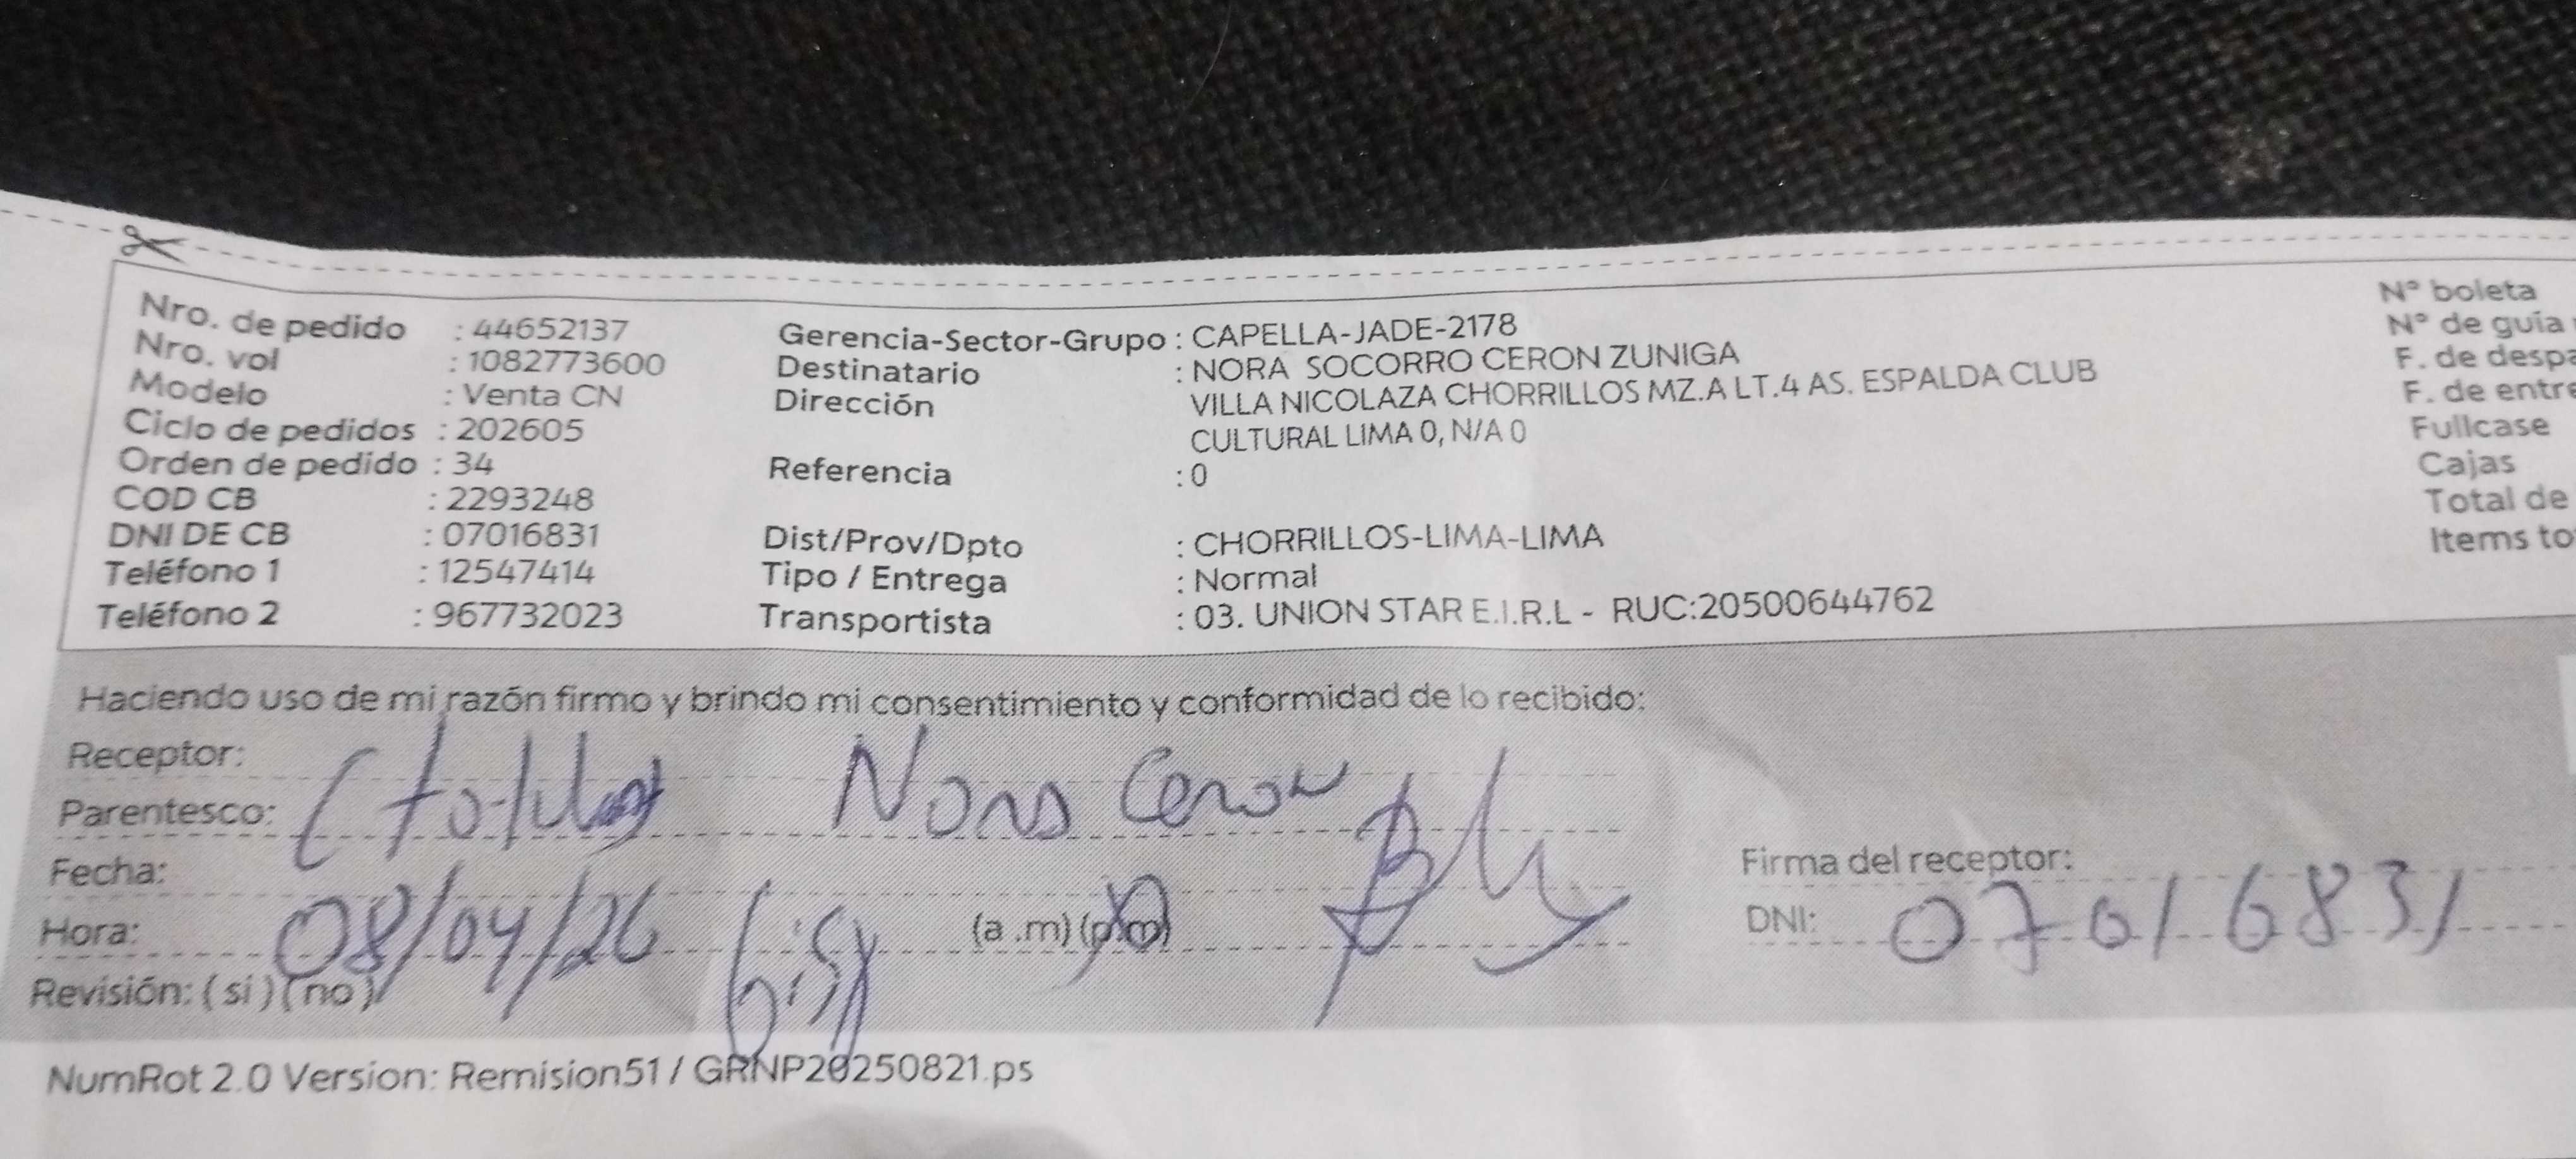 Nro. de pedido : 44652137
Nro. vol : 1082773600
Modelo : Venta CN
Ciclo de pedidos : 202605
Orden de pedido : 34
COD CB : 2293248
DNI DE CB : 07016831
Teléfono 1 : 12547414
Teléfono 2 : 967732023
Gerencia-Sector-Grupo : CAPELLA-JADE-2178
Destinatario : NORA SOCORRO CERON ZUNIGA
Dirección VILLA NICOLAZA CHORRILLOS MZ.A LT.4 AS. ESPALDA CLUB
CULTURAL LIMA 0, N/A 0
Referencia : 0
Dist/Prov/Dpto : CHORRILLOS-LIMA-LIMA
Tipo / Entrega : Normal
Transportista : 03. UNION STAR E.I.R.L - RUC:20500644762
N° boleta
N° de guía
F. de despa
F. de entre
Fullcase
Cajas
Total de
Items to
Haciendo uso de mi razón firmo y brindo mi consentimiento y conformidad de lo recibido:
Receptor:
Parentesco: Nora Ceron
Fecha:
Hora: 08/04/26 (a .m) (p.m)
Revisión: ( si ) ( no )
Firma del receptor:
DNI: 07016831
NumRot 2.0 Version: Remision51 / GRNP20250821.ps